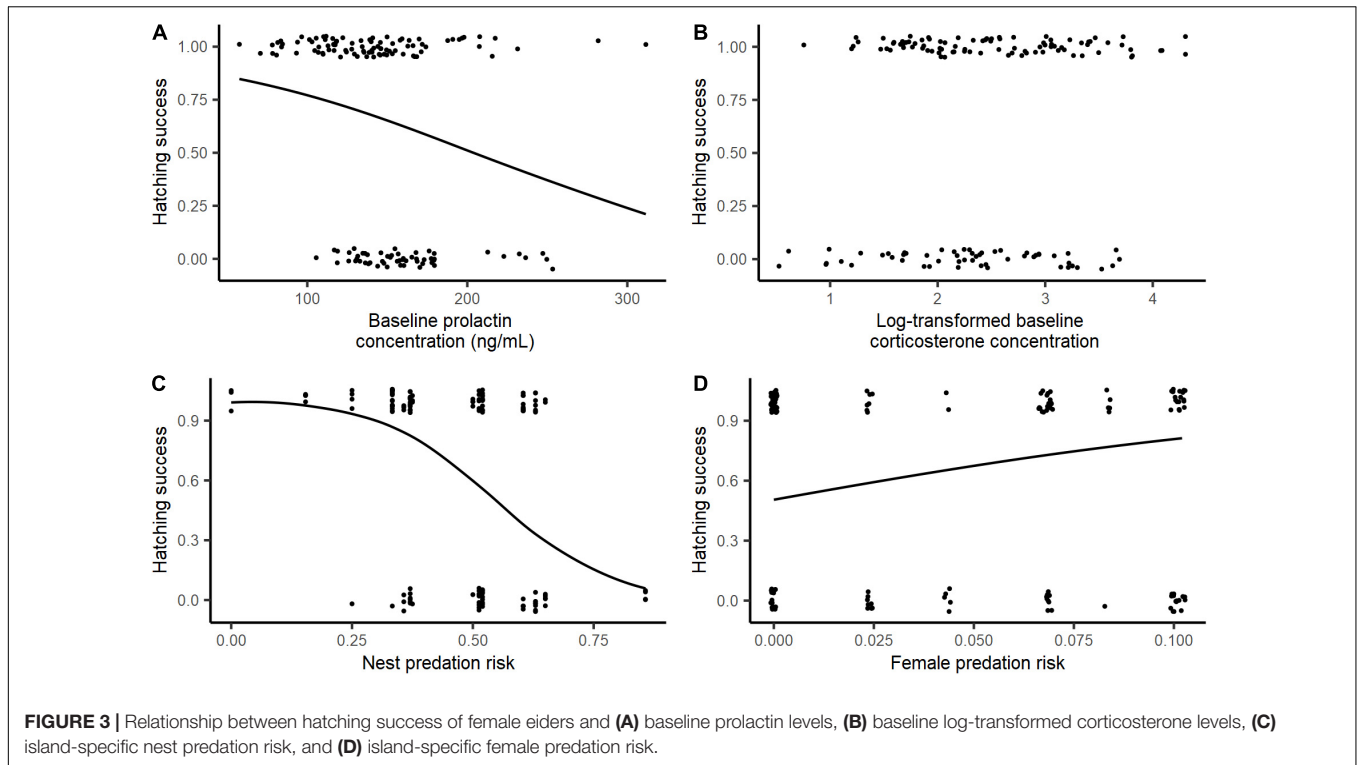 A
B
1.00
0.75
0.50
0.25
0.00
Hatching success
100
200
300
Baseline prolactin
concentration (ng/mL)
1.00
0.75
0.50
0.25
0.00
Hatching success
1
2
3
4
Log-transformed baseline
corticosterone concentration
C
D
0.9
0.6
0.3
0.0
Hatching success
0.00
0.25
0.50
0.75
Nest predation risk
0.9
0.6
0.3
0.0
Hatching success
0.000
0.025
0.050
0.075
0.100
Female predation risk
FIGURE 3 | Relationship between hatching success of female eiders and (A) baseline prolactin levels, (B) baseline log-transformed corticosterone levels, (C)
island-specific nest predation risk, and (D) island-specific female predation risk.